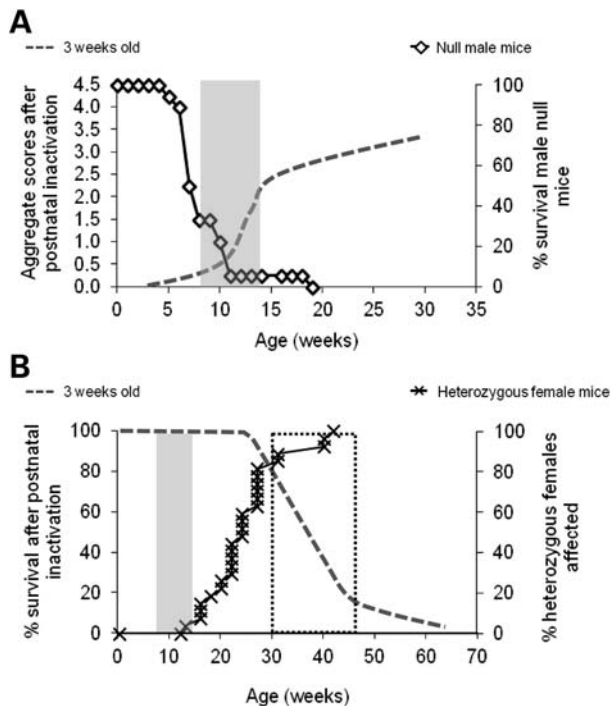 A
3 weeks old
Null male mice
Aggregate scores after
postnatal inactivation
4.5
4.0
3.5
3.0
2.5
2.0
1.5
1.0
0.5
0.0
100
80
60
40
20
0
% survival male null
mice
0 5 10 15 20 25 30 35
Age (weeks)
B
3 weeks old
Heterozygous female mice
% survival after postnatal
inactivation
100
80
60
40
20
0
100
80
60
40
20
0
% heterozygous females
affected
0 10 20 30 40 50 60 70
Age (weeks)